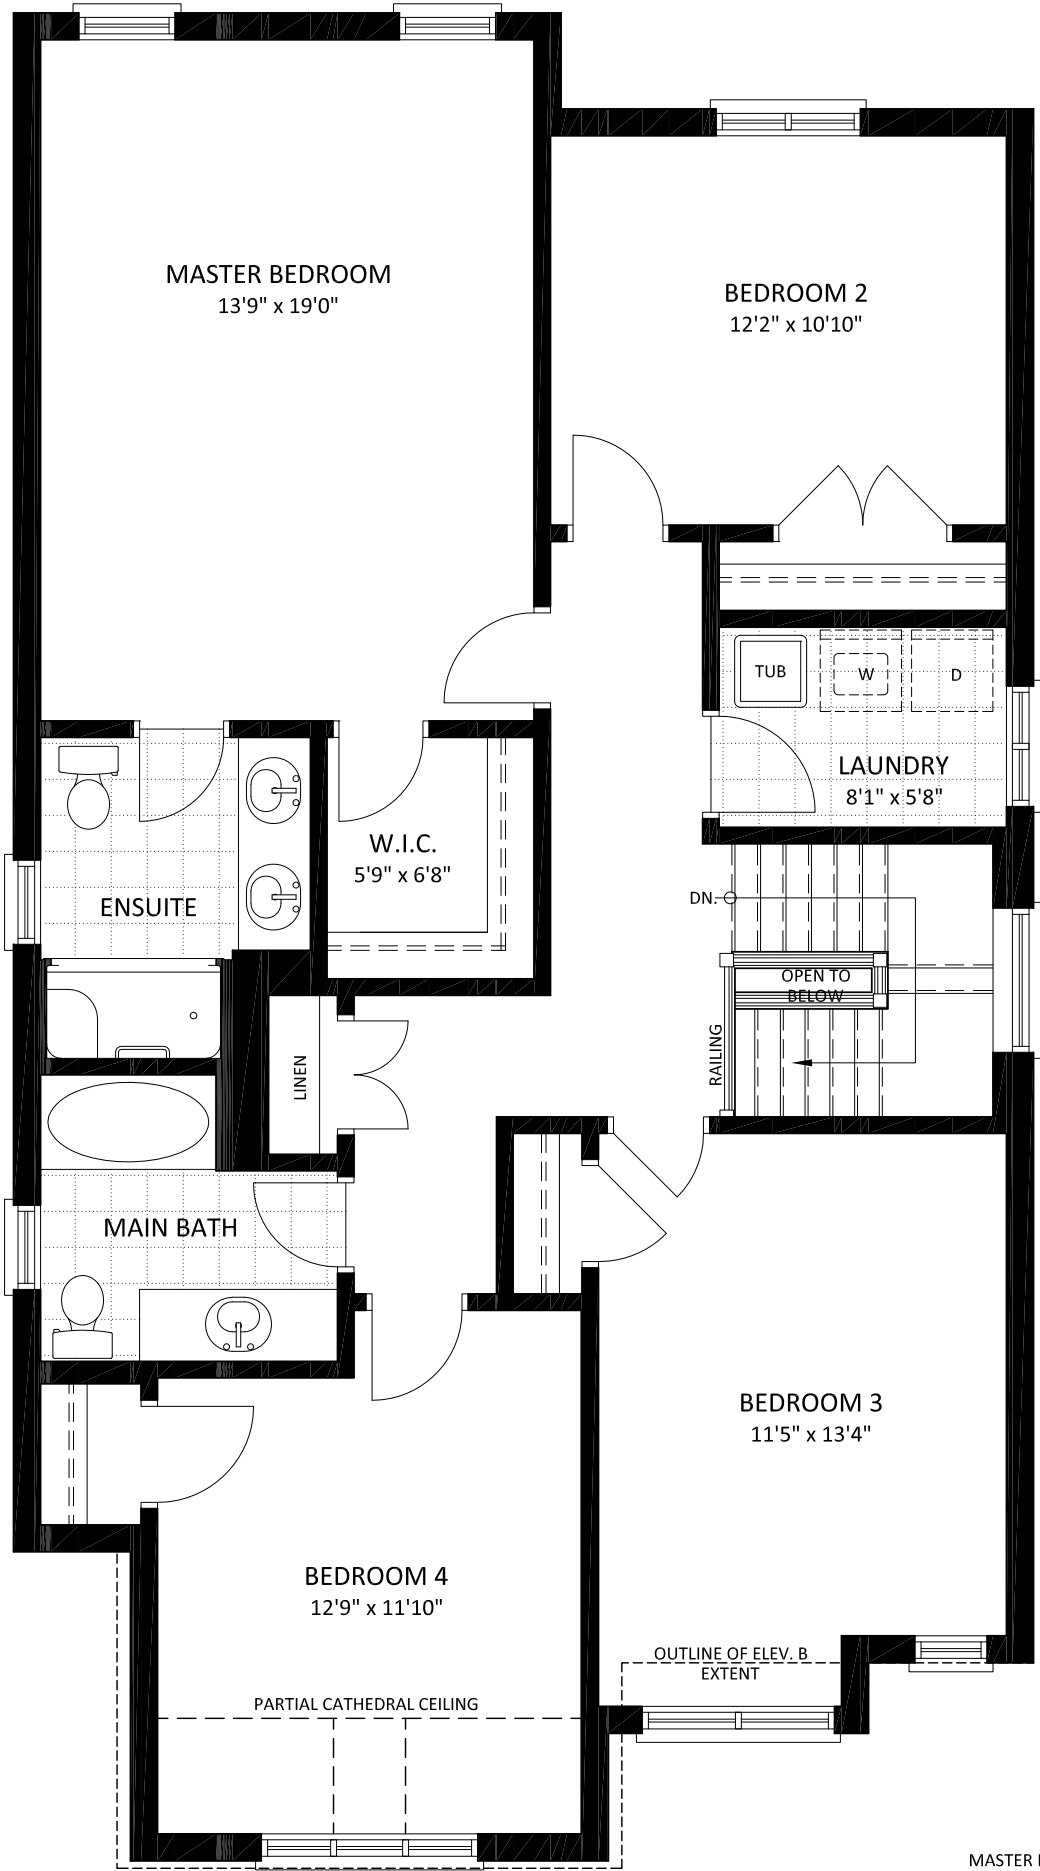 MASTER BEDROOM
13'9" x 19'0"
BEDROOM 2
12'2" x 10'10"
TUB
W
D
LAUNDRY
8'1" x 5'8"
W.I.C.
5'9" x 6'8"
ENSUITE
DN.
OPEN TO
BELOW
RAILING
LINEN
MAIN BATH
BEDROOM 3
11'5" x 13'4"
BEDROOM 4
12'9" x 11'10"
OUTLINE OF ELEV. B
EXTENT
PARTIAL CATHEDRAL CEILING
MASTER